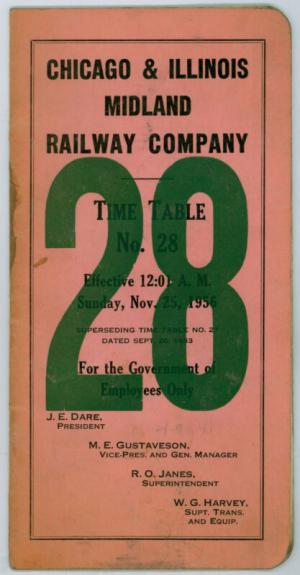 CHICAGO & ILLINOIS
MIDLAND
RAILWAY COMPANY
28
TIME TABLE
No. 28
Effective 12:01 A. M.
Sunday, Nov. 25, 1956
SUPERSEDING TIME TABLE NO. 27
DATED SEPT. 20, 1953
For the Government of
Employees Only
J. E. DARE,
PRESIDENT
M. E. GUSTAVESON,
VICE-PRES. AND GEN. MANAGER
R. O. JANES,
SUPERINTENDENT
W. G. HARVEY,
SUPT. TRANS.
AND EQUIP.